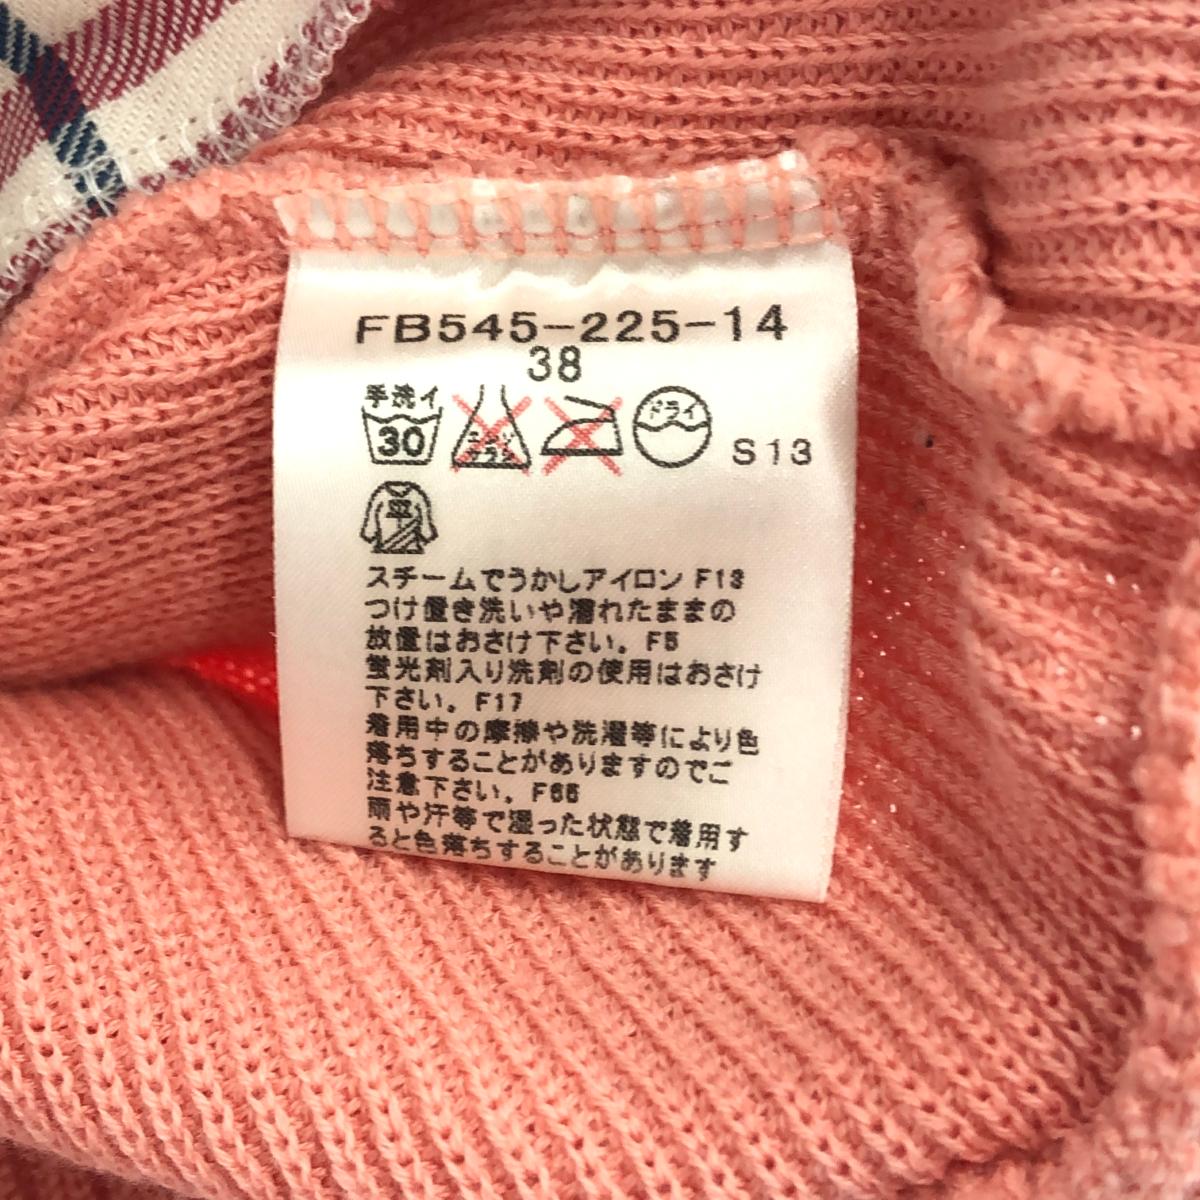 FB545-225-14
38
手洗イ
30
ドライ
S13
スチームでうかしアイロン F13
つけ置き洗いや濡れたままの
放置はおさけ下さい。F5
蛍光剤入り洗剤の使用はおさけ
下さい。F17
着用中の摩擦や洗濯等により色
落ちすることがありますのでご
注意下さい。F66
雨や汗等で湿った状態で着用す
ると色落ちすることがあります